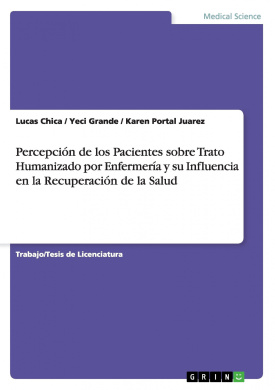 Medical Science
Lucas Chica / Yeci Grande / Karen Portal Juarez
Percepción de los Pacientes sobre Trato
Humanizado por Enfermería y su Influencia
en la Recuperación de la Salud
Trabajo/Tesis de Licenciatura
GRIN